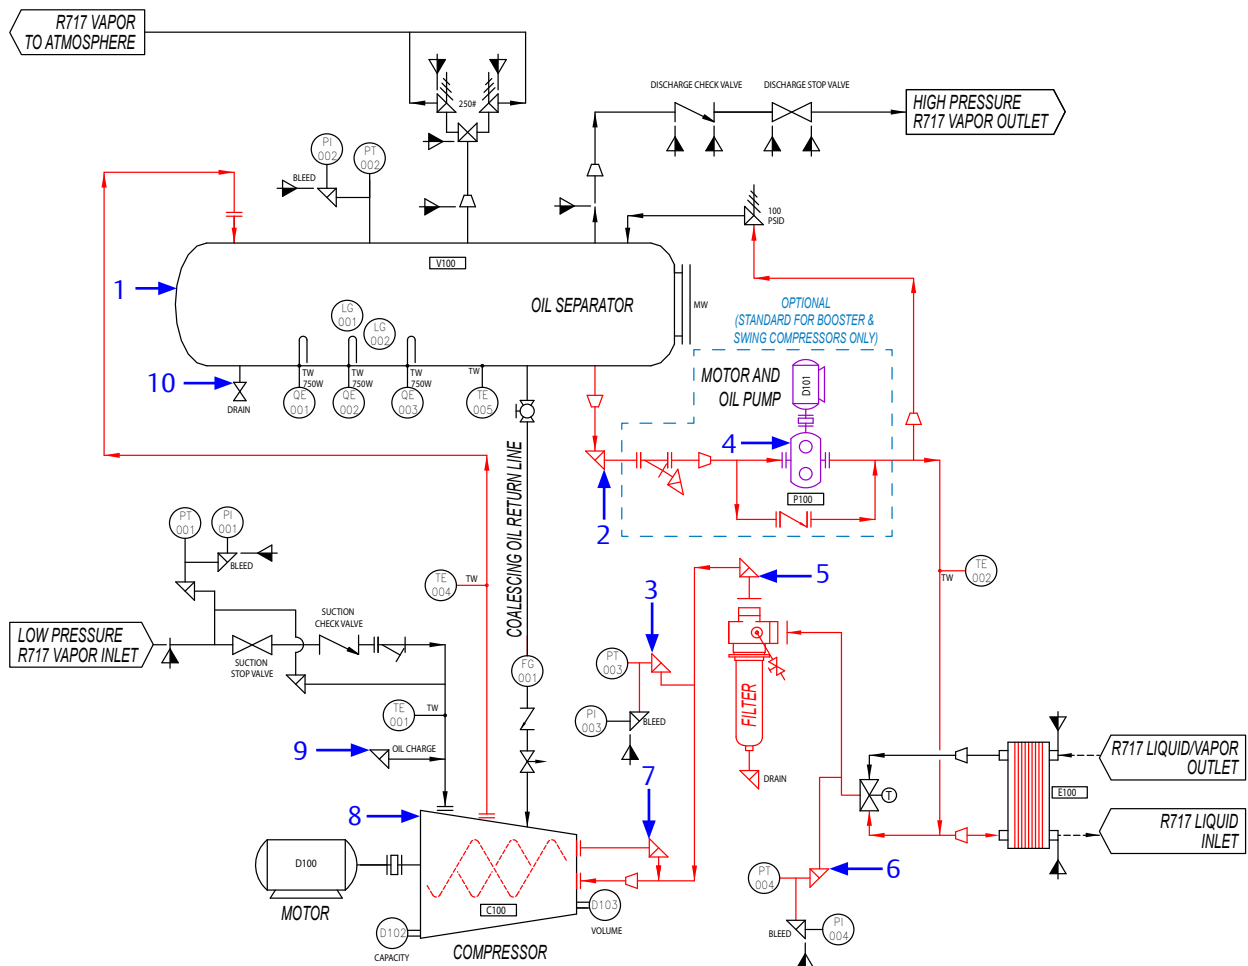 R717 VAPOR
TO ATMOSPHERE
250#
DISCHARGE CHECK VALVE
DISCHARGE STOP VALVE
HIGH PRESSURE
R717 VAPOR OUTLET
PI
002
PT
002
BLEED
100
PSID
V100
1
OIL SEPARATOR
MW
LG
001
LG
002
OPTIONAL
(STANDARD FOR BOOSTER &
SWING COMPRESSORS ONLY)
TW
750W
TW
750W
TW
750W
TW
10
DRAIN
QE
001
QE
002
QE
003
TE
005
MOTOR AND
OIL PUMP
D101
4
P100
2
COALESCING OIL RETURN LINE
PT
001
PI
001
BLEED
TE
004
TW
TE
002
TW
5
3
LOW PRESSURE
R717 VAPOR INLET
SUCTION
CHECK VALVE
SUCTION
STOP VALVE
PT
003
FG
001
PI
003
BLEED
FILTER
DRAIN
TE
001
TW
9
OIL CHARGE
7
8
R717 LIQUID/VAPOR
OUTLET
T
E100
R717 LIQUID
INLET
D100
MOTOR
C100
D103
VOLUME
D102
CAPACITY
COMPRESSOR
PT
004
6
BLEED
PI
004